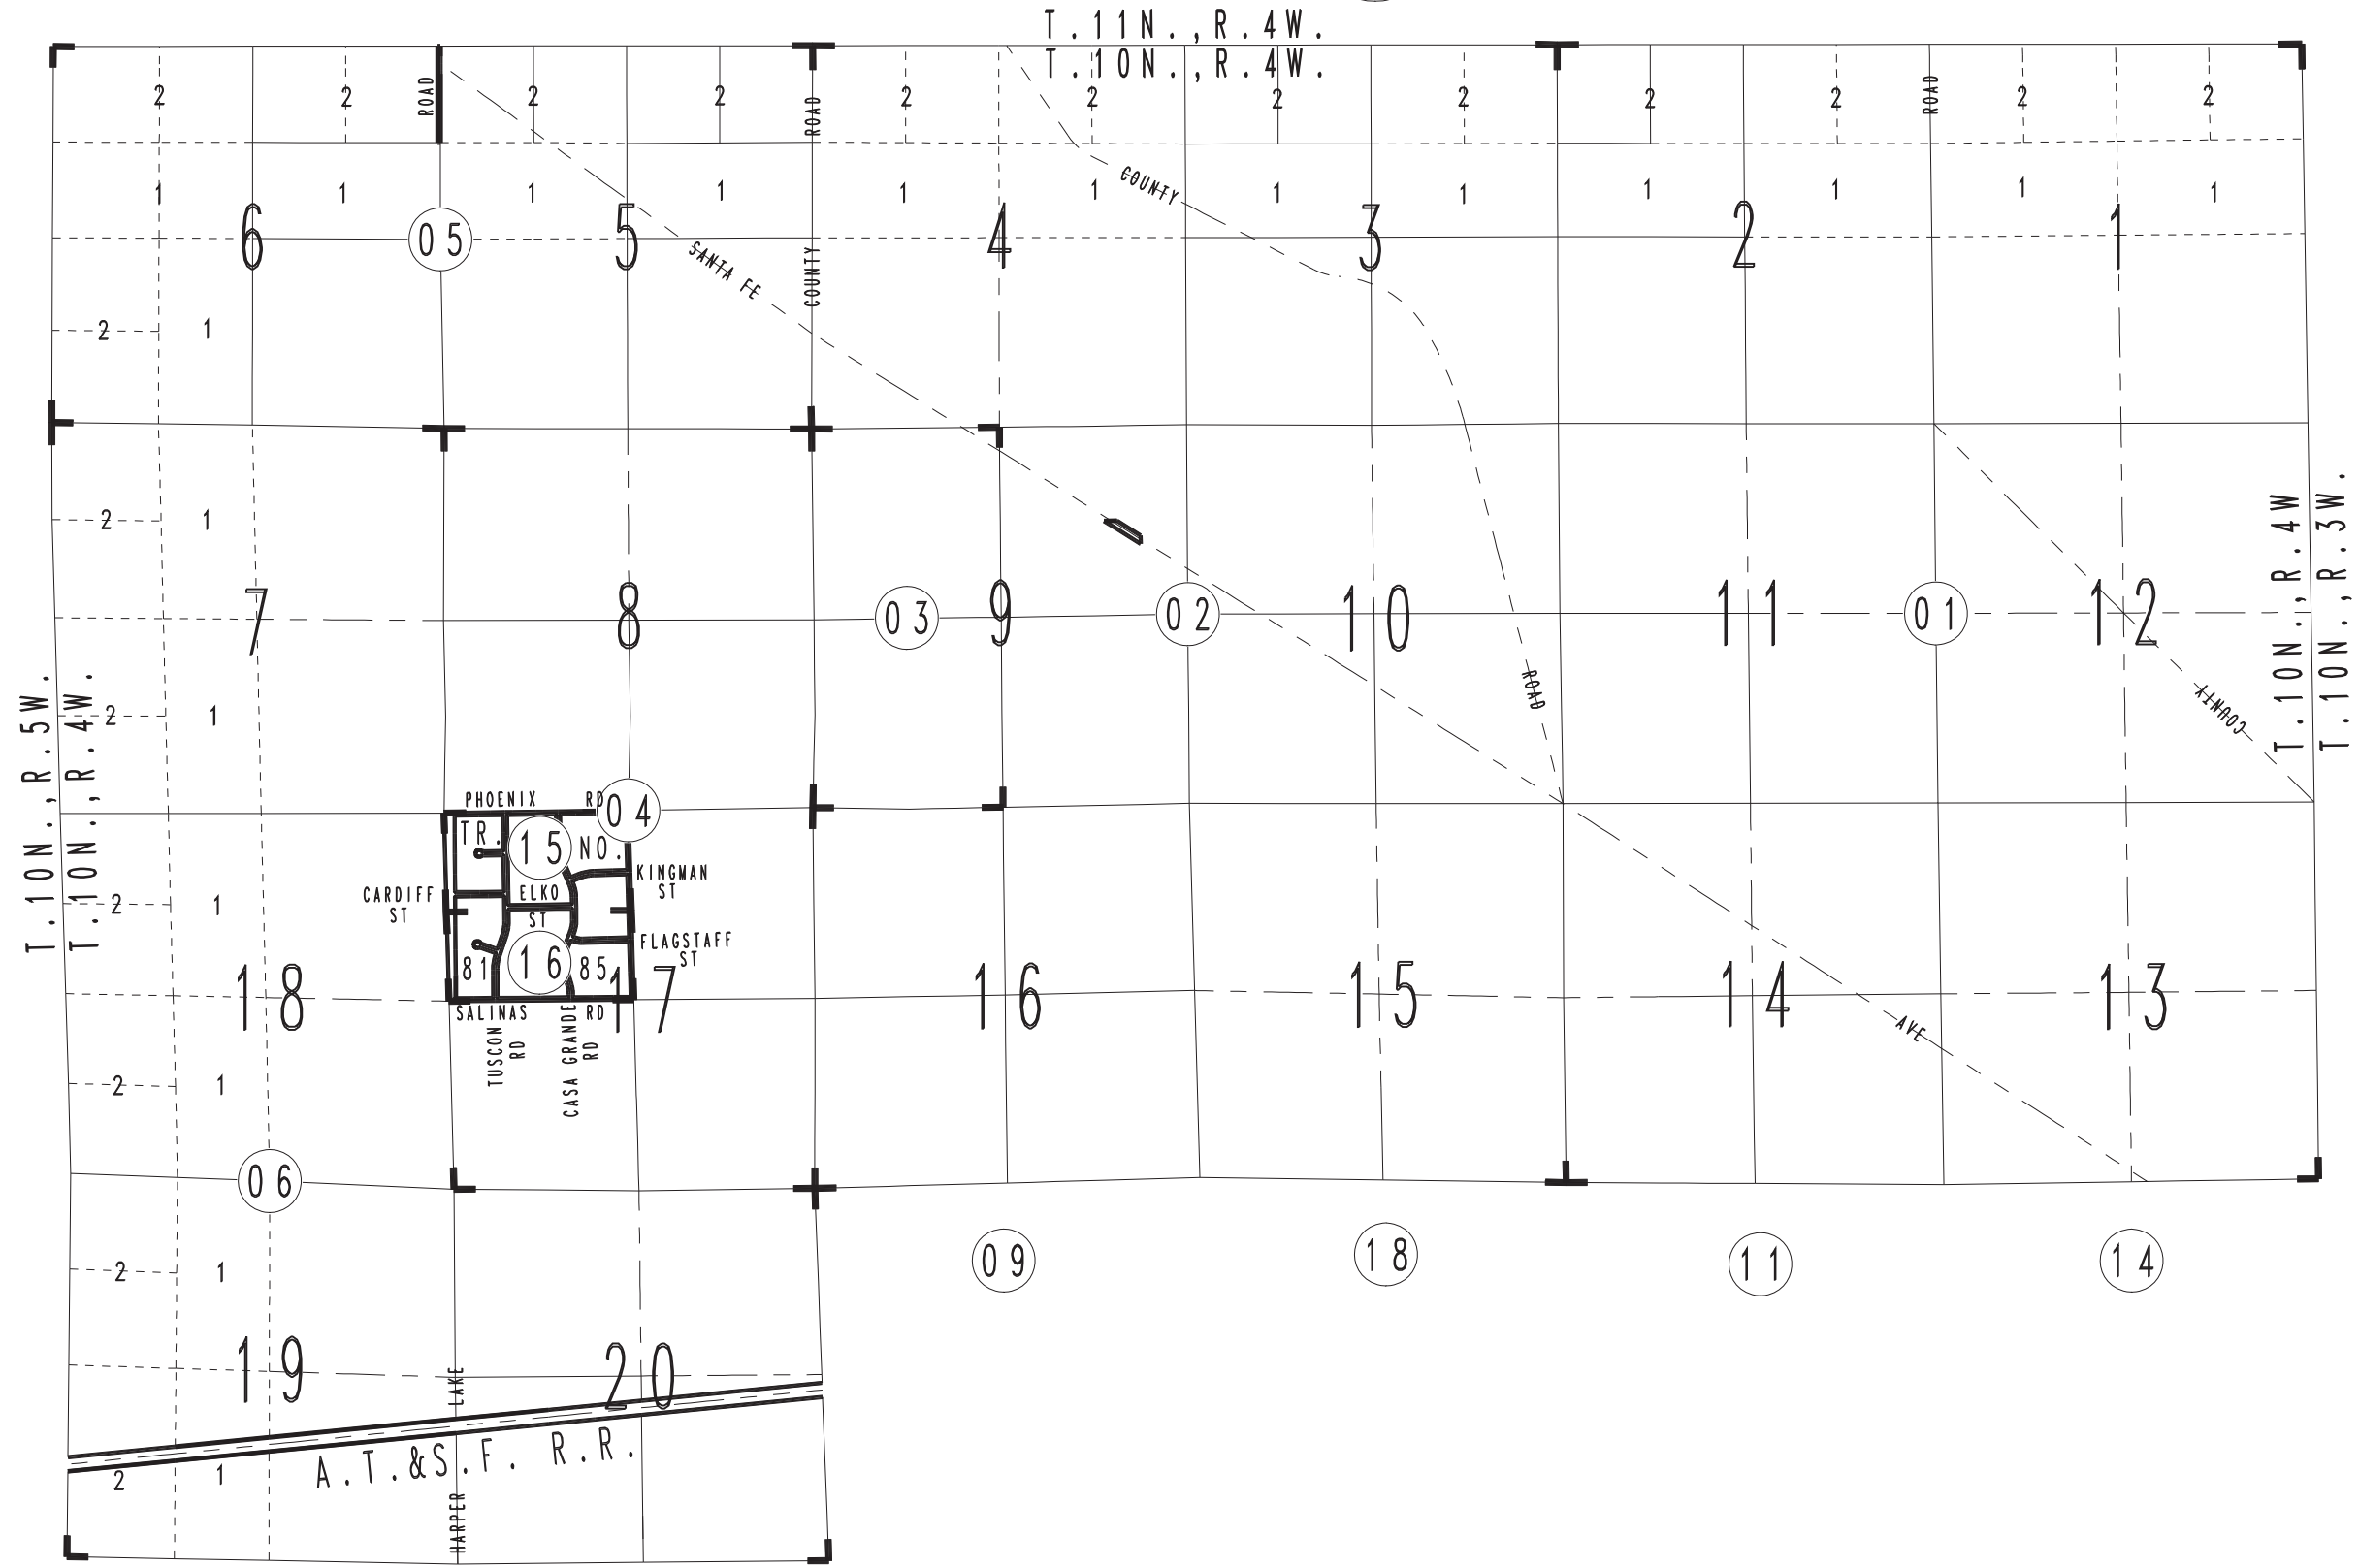 T.11N.,R.4W.
T.10N.,R.4W.
2 2 ROAD 2 2 ROAD 2 2 2 2 2 2 ROAD 2 2
1 1 1 1 1 1 COUNTY 1 1 1 1 1 1
6 05 5 4 3 2 1
SANTA FE
COUNTY
2 1
2 1
T.10N.,R.4W
T.10N.,R.3W.
7 8 03 9 02 10 11 01 12
ROAD
COUNTY
2 1
T.10N.,R.5W.
T.10N.,R.4W.
PHOENIX RD 04
TR. 15 NO.
KINGMAN
ST
CARDIFF
ST
ELKO
ST
2 1
FLAGSTAFF
ST
81 16 85
18 17 16 15 14 13
SALINAS RD
AVE
TUSCON
RD
CASA GRANDE
RD
2 1
06
09 18 11 14
2 1
19 20
LAKE
A.T.&S.F. R.R.
2 1
HARPER